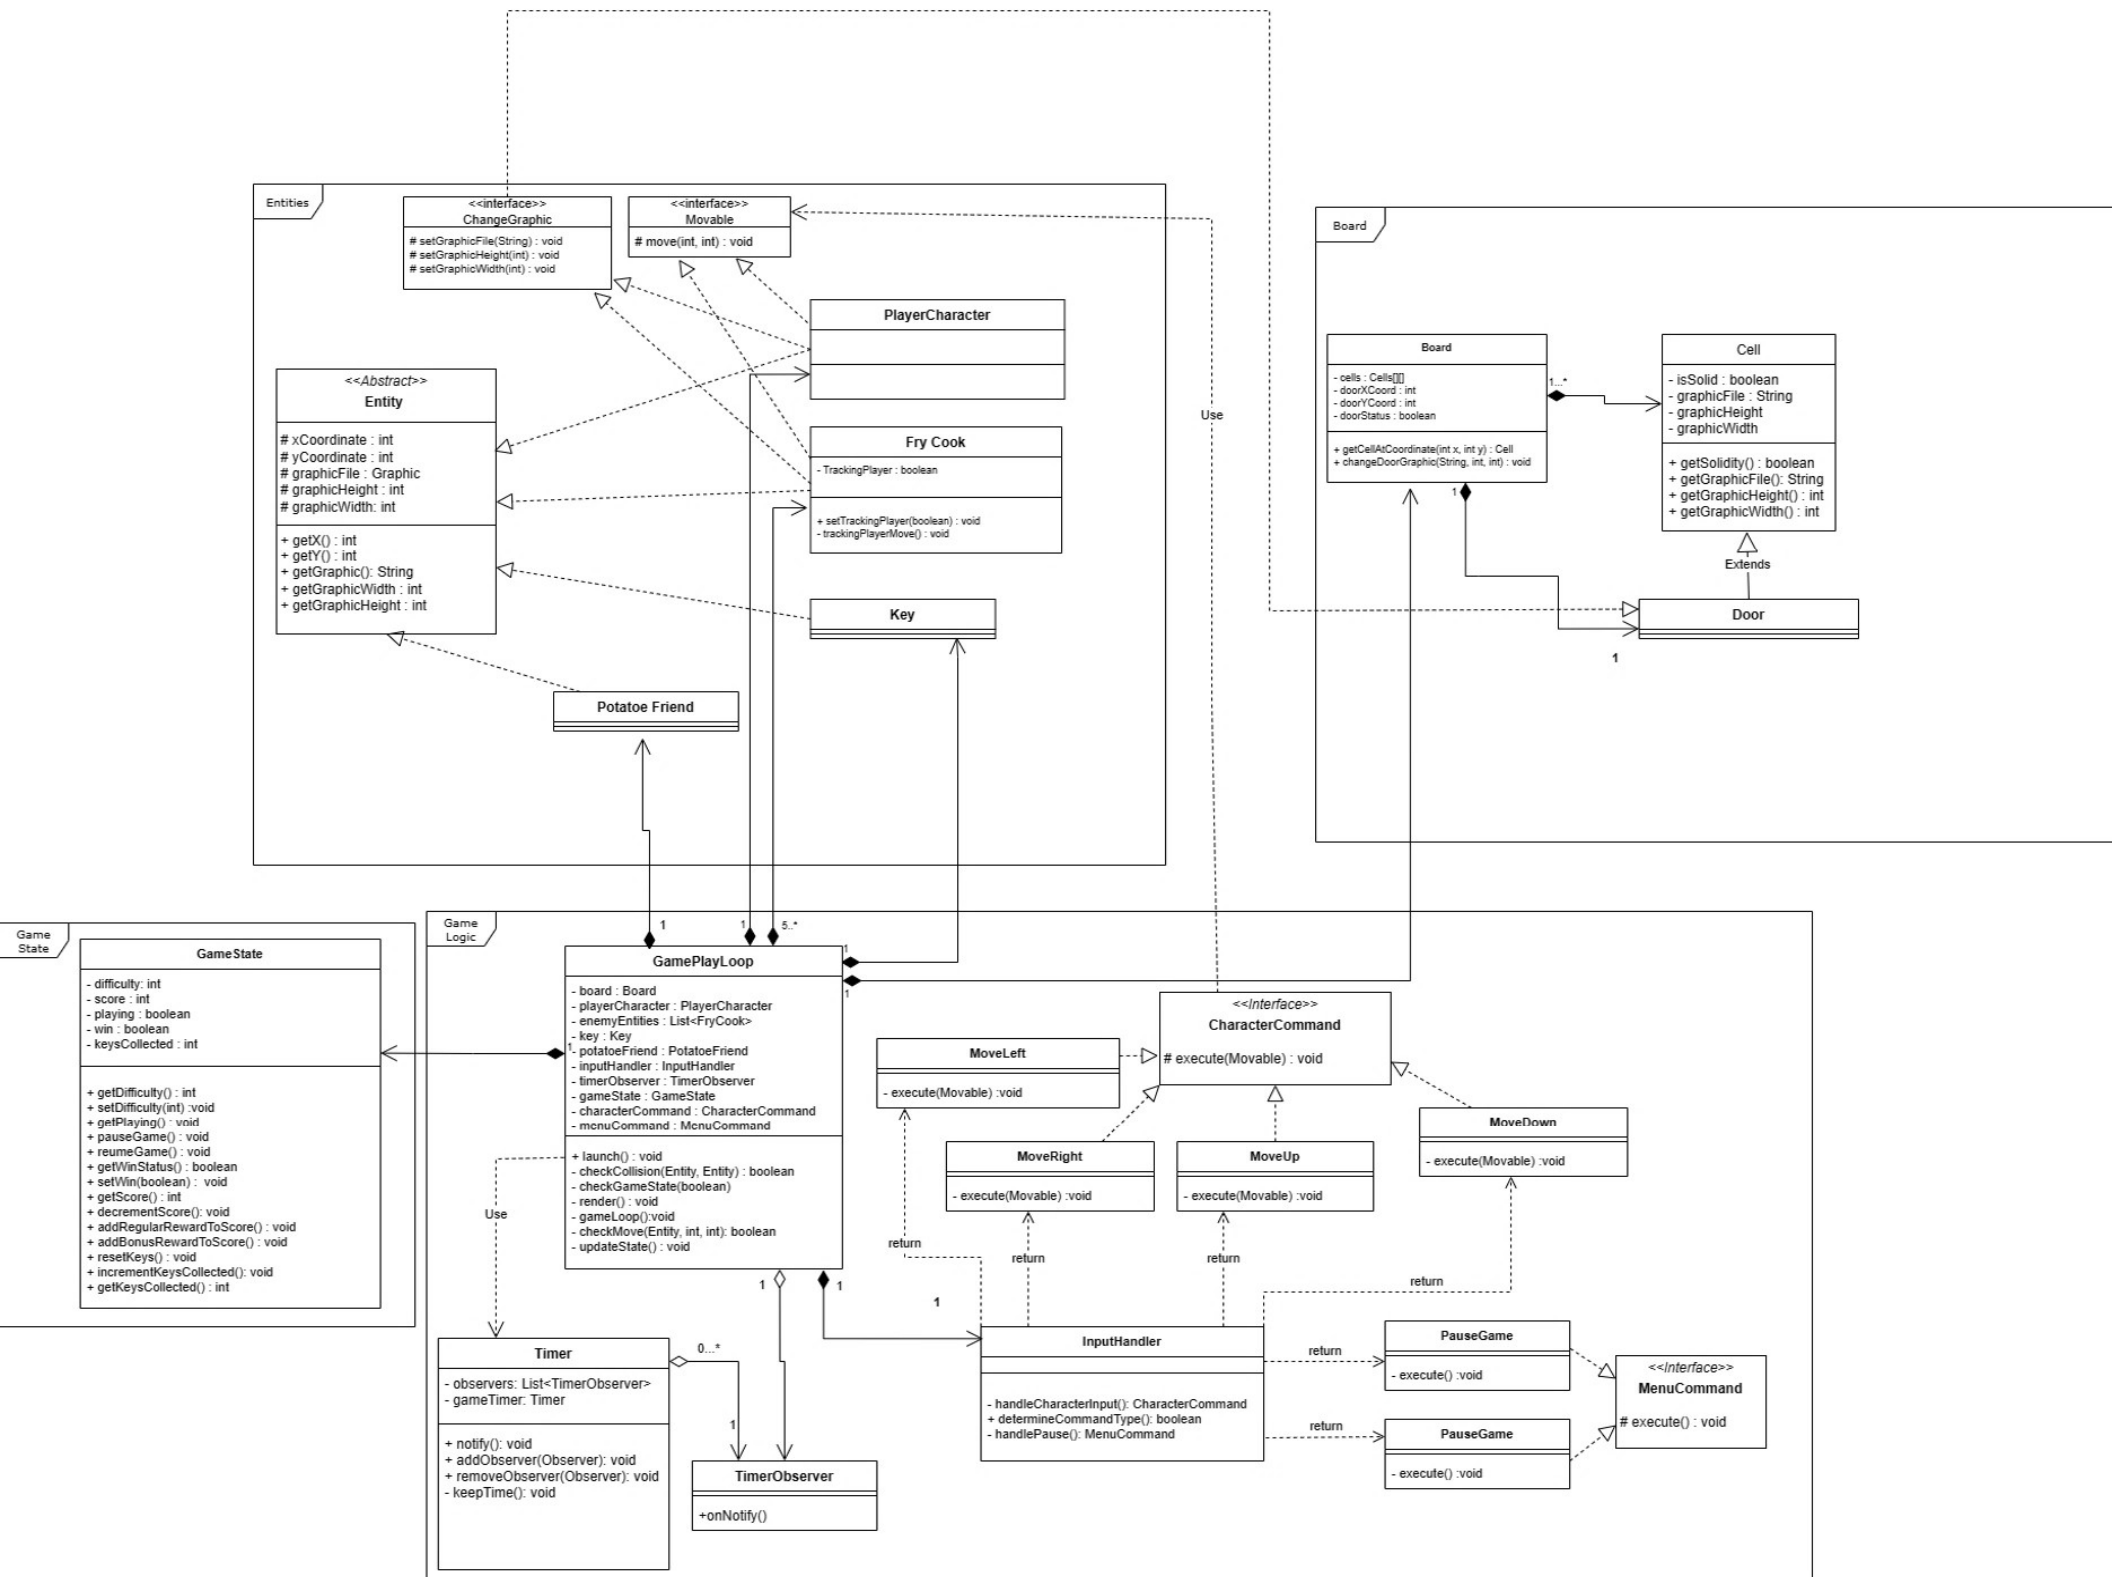 Entities
<<interface>>
ChangeGraphic
# setGraphicFile(String) : void
# setGraphicHeight(int) : void
# setGraphicWidth(int) : void
<<interface>>
Movable
# move(int, int) : void
PlayerCharacter
<<Abstract>>
Entity
# xCoordinate : int
# yCoordinate : int
# graphicFile : Graphic
# graphicHeight : int
# graphicWidth: int
+ getX() : int
+ getY() : int
+ getGraphic(): String
+ getGraphicWidth : int
+ getGraphicHeight : int
Fry Cook
- TrackingPlayer : boolean
+ setTrackingPlayer(boolean) : void
- trackingPlayerMove() : void
Key
Potatoe Friend
Use
Board
Board
- cells : Cells[][]
- doorXCoord : int
- doorYCoord : int
- doorStatus : boolean
+ getCellAtCoordinate(int x, int y) : Cell
+ changeDoorGraphic(String, int, int) : void
1...*
1
Cell
- isSolid : boolean
- graphicFile : String
- graphicHeight
- graphicWidth
+ getSolidity() : boolean
+ getGraphicFile(): String
+ getGraphicHeight() : int
+ getGraphicWidth() : int
Extends
Door
1
Game
State
GameState
- difficulty: int
- score : int
- playing : boolean
- win : boolean
- keysCollected : int
+ getDifficulty() : int
+ setDifficulty(int) :void
+ getPlaying() : void
+ pauseGame() : void
+ reumeGame() : void
+ getWinStatus() : boolean
+ setWin(boolean) : void
+ getScore() : int
+ decrementScore(): void
+ addRegularRewardToScore() : void
+ addBonusRewardToScore() : void
+ resetKeys() : void
+ incrementKeysCollected(): void
+ getKeysCollected() : int
Game
Logic
1
1
5..*
1
1
1
GamePlayLoop
- board : Board
- playerCharacter : PlayerCharacter
- enemyEntities : List<FryCook>
- key : Key
- potatoeFriend : PotatoeFriend
- inputHandler : InputHandler
- timerObserver : TimerObserver
- gameState : GameState
- characterCommand : CharacterCommand
- menuCommand : MenuCommand
+ launch() : void
- checkCollision(Entity, Entity) : boolean
- checkGameState(boolean)
- render() : void
- gameLoop():void
- checkMove(Entity, int, int): boolean
- updateState() : void
Use
1
1
1
<<Interface>>
CharacterCommand
# execute(Movable) : void
MoveLeft
- execute(Movable) :void
MoveRight
- execute(Movable) :void
MoveUp
- execute(Movable) :void
MoveDown
- execute(Movable) :void
return
return
return
return
InputHandler
- handleCharacterInput(): CharacterCommand
+ determineCommandType(): boolean
- handlePause(): MenuCommand
return
return
PauseGame
- execute() :void
PauseGame
- execute() :void
<<Interface>>
MenuCommand
# execute() : void
Timer
- observers: List<TimerObserver>
- gameTimer: Timer
+ notify(): void
+ addObserver(Observer): void
+ removeObserver(Observer): void
- keepTime(): void
0...*
1
TimerObserver
+onNotify()